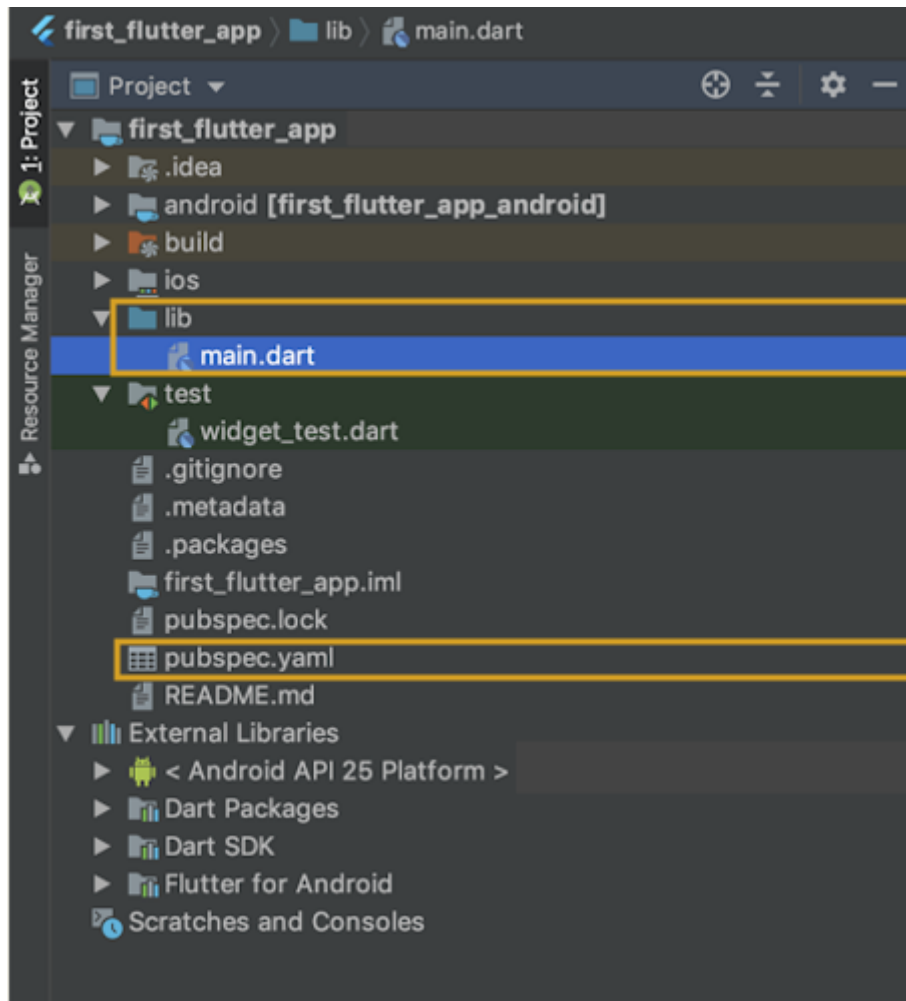 first_flutter_app lib main.dart
Project
1: Project
Resource Manager
first_flutter_app
.idea
android [first_flutter_app_android]
build
ios
lib
main.dart
test
widget_test.dart
.gitignore
.metadata
.packages
first_flutter_app.iml
pubspec.lock
pubspec.yaml
README.md
External Libraries
< Android API 25 Platform >
Dart Packages
Dart SDK
Flutter for Android
Scratches and Consoles